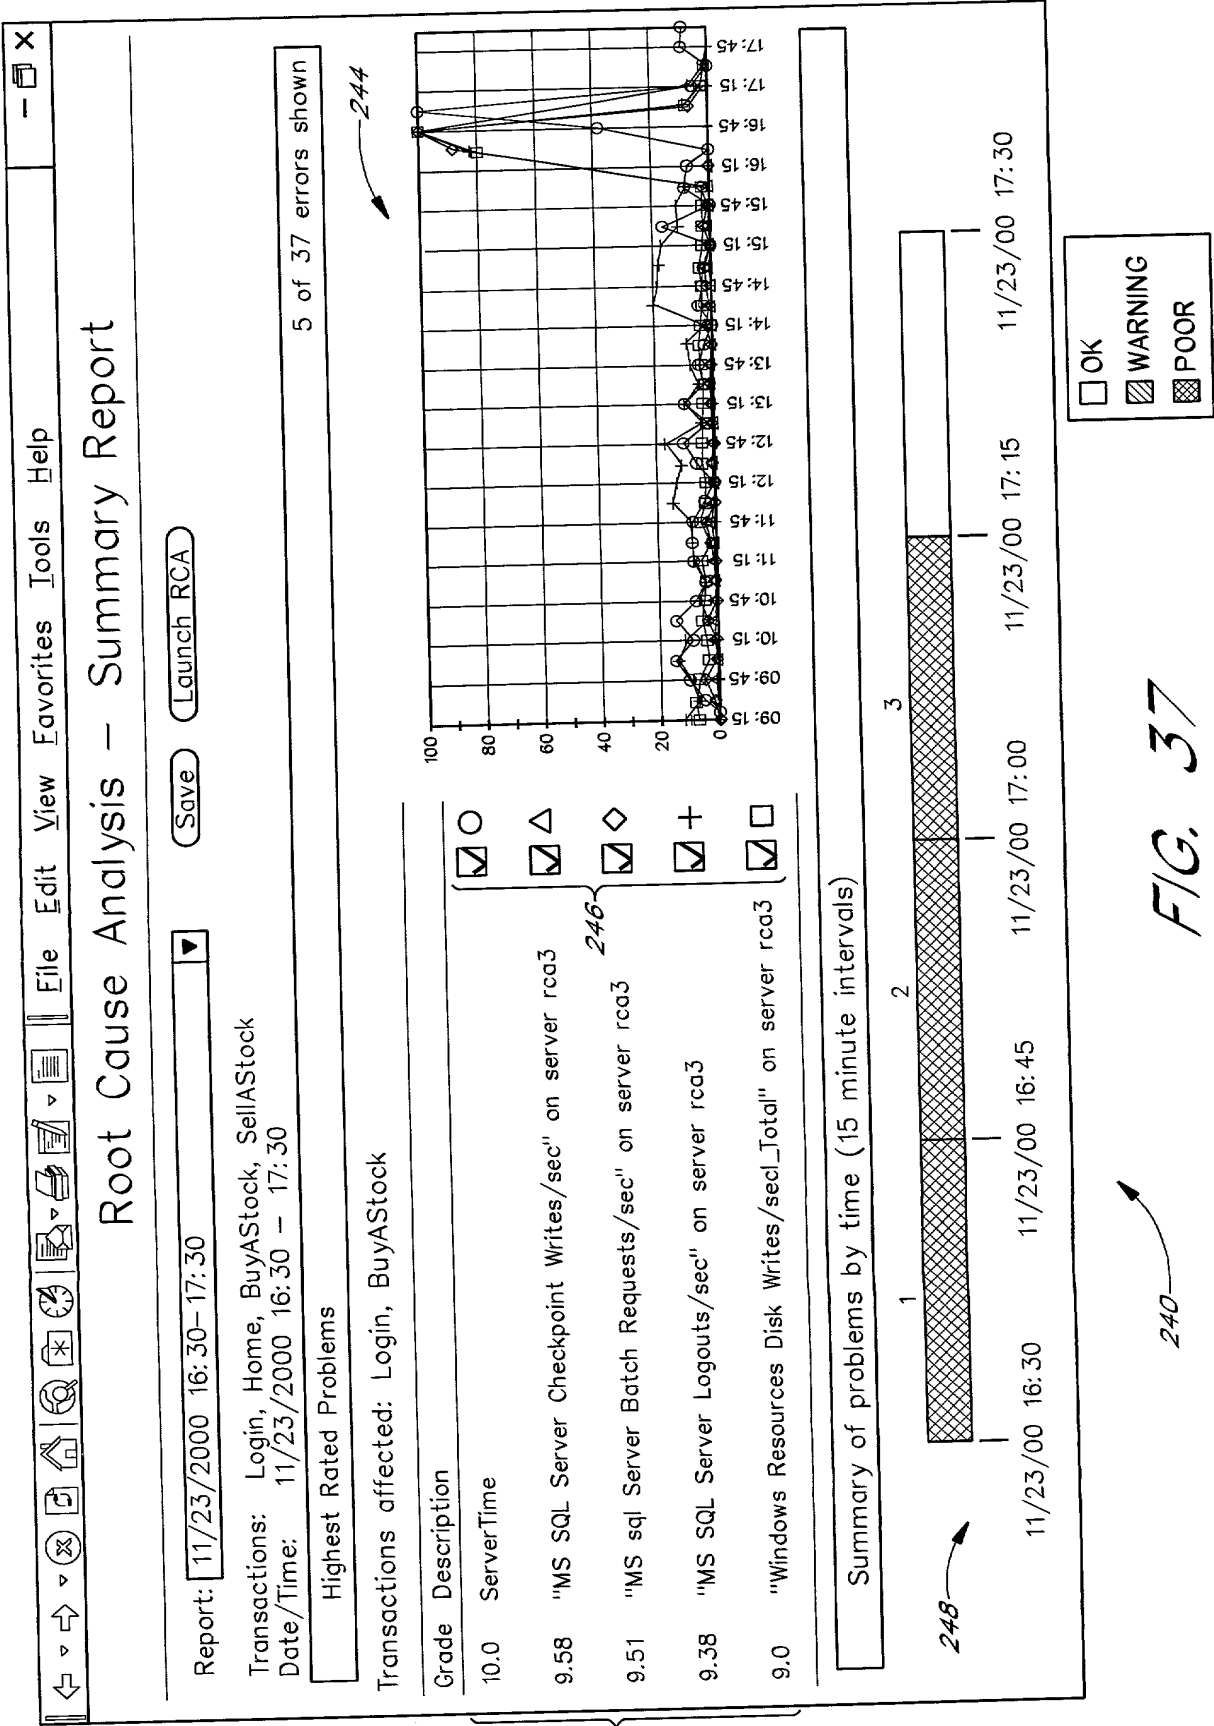 File Edit View Favorites Tools Help
Root Cause Analysis – Summary Report
Report: 11/23/2000 16:30–17:30 Save Launch RCA
Transactions: Login, Home, BuyAStock, SellAStock
Date/Time: 11/23/2000 16:30 – 17:30
Highest Rated Problems 5 of 37 errors shown
Transactions affected: Login, BuyAStock
244
Grade Description
10.0 ServerTime
9.58 "MS SQL Server Checkpoint Writes/sec" on server rca3
246
9.51 "MS sql Server Batch Requests/sec" on server rca3
9.38 "MS SQL Server Logouts/sec" on server rca3
9.0 "Windows Resources Disk Writes/secl_Total" on server rca3
100
80
60
40
20
0
09:15 09:45 10:15 10:45 11:15 11:45 12:15 12:45 13:15 13:45 14:15 14:45 15:15 15:45 16:15 16:45 17:15 17:45
Summary of problems by time (15 minute intervals)
1 2 3
248
11/23/00 16:30 11/23/00 16:45 11/23/00 17:00 11/23/00 17:15 11/23/00 17:30
OK
WARNING
POOR
240
FIG. 37